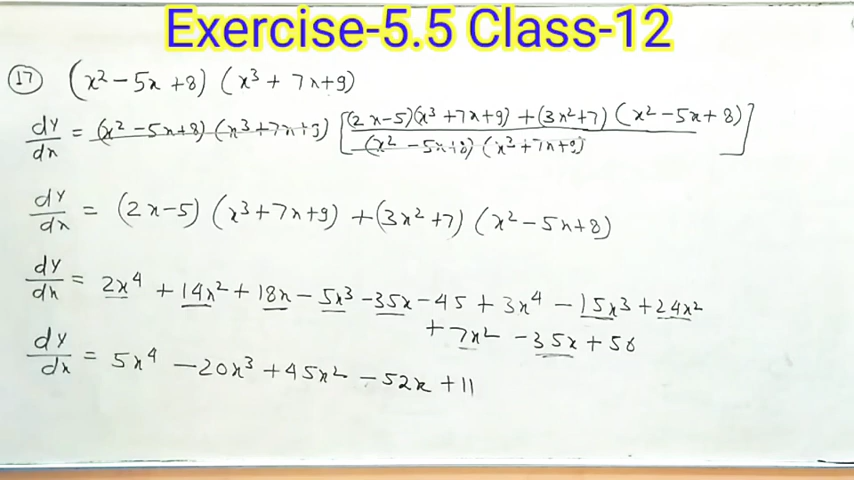 Exercise-5.5 Class-12
(17) (x² - 5x + 8) (x³ + 7x + 9)
dy/dx = (x² - 5x + 8) (x³ + 7x + 9) [(2x - 5)(x³ + 7x + 9) + (3x² + 7) (x² - 5x + 8) / (x² - 5x + 8) (x³ + 7x + 9)]
dy/dx = (2x - 5) (x³ + 7x + 9) + (3x² + 7) (x² - 5x + 8)
dy/dx = 2x⁴ + 14x² + 18x - 5x³ - 35x - 45 + 3x⁴ - 15x³ + 24x²
+ 7x² - 35x + 56
dy/dx = 5x⁴ - 20x³ + 45x² - 52x + 11